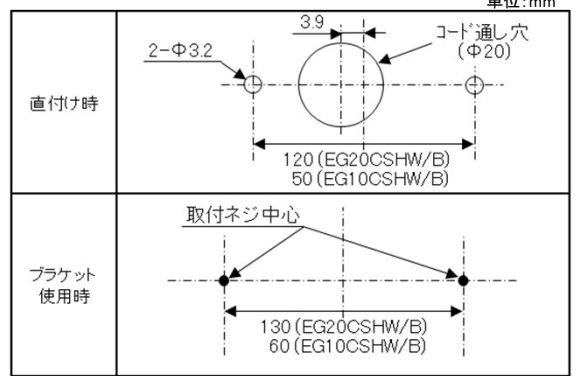 単位:mm
3.9
コード通し穴
(Φ20)
2-Φ3.2
直付け時
120(EG20CSHW/B)
50(EG10CSHW/B)
取付ネジ中心
ブラケット
使用時
130(EG20CSHW/B)
60(EG10CSHW/B)